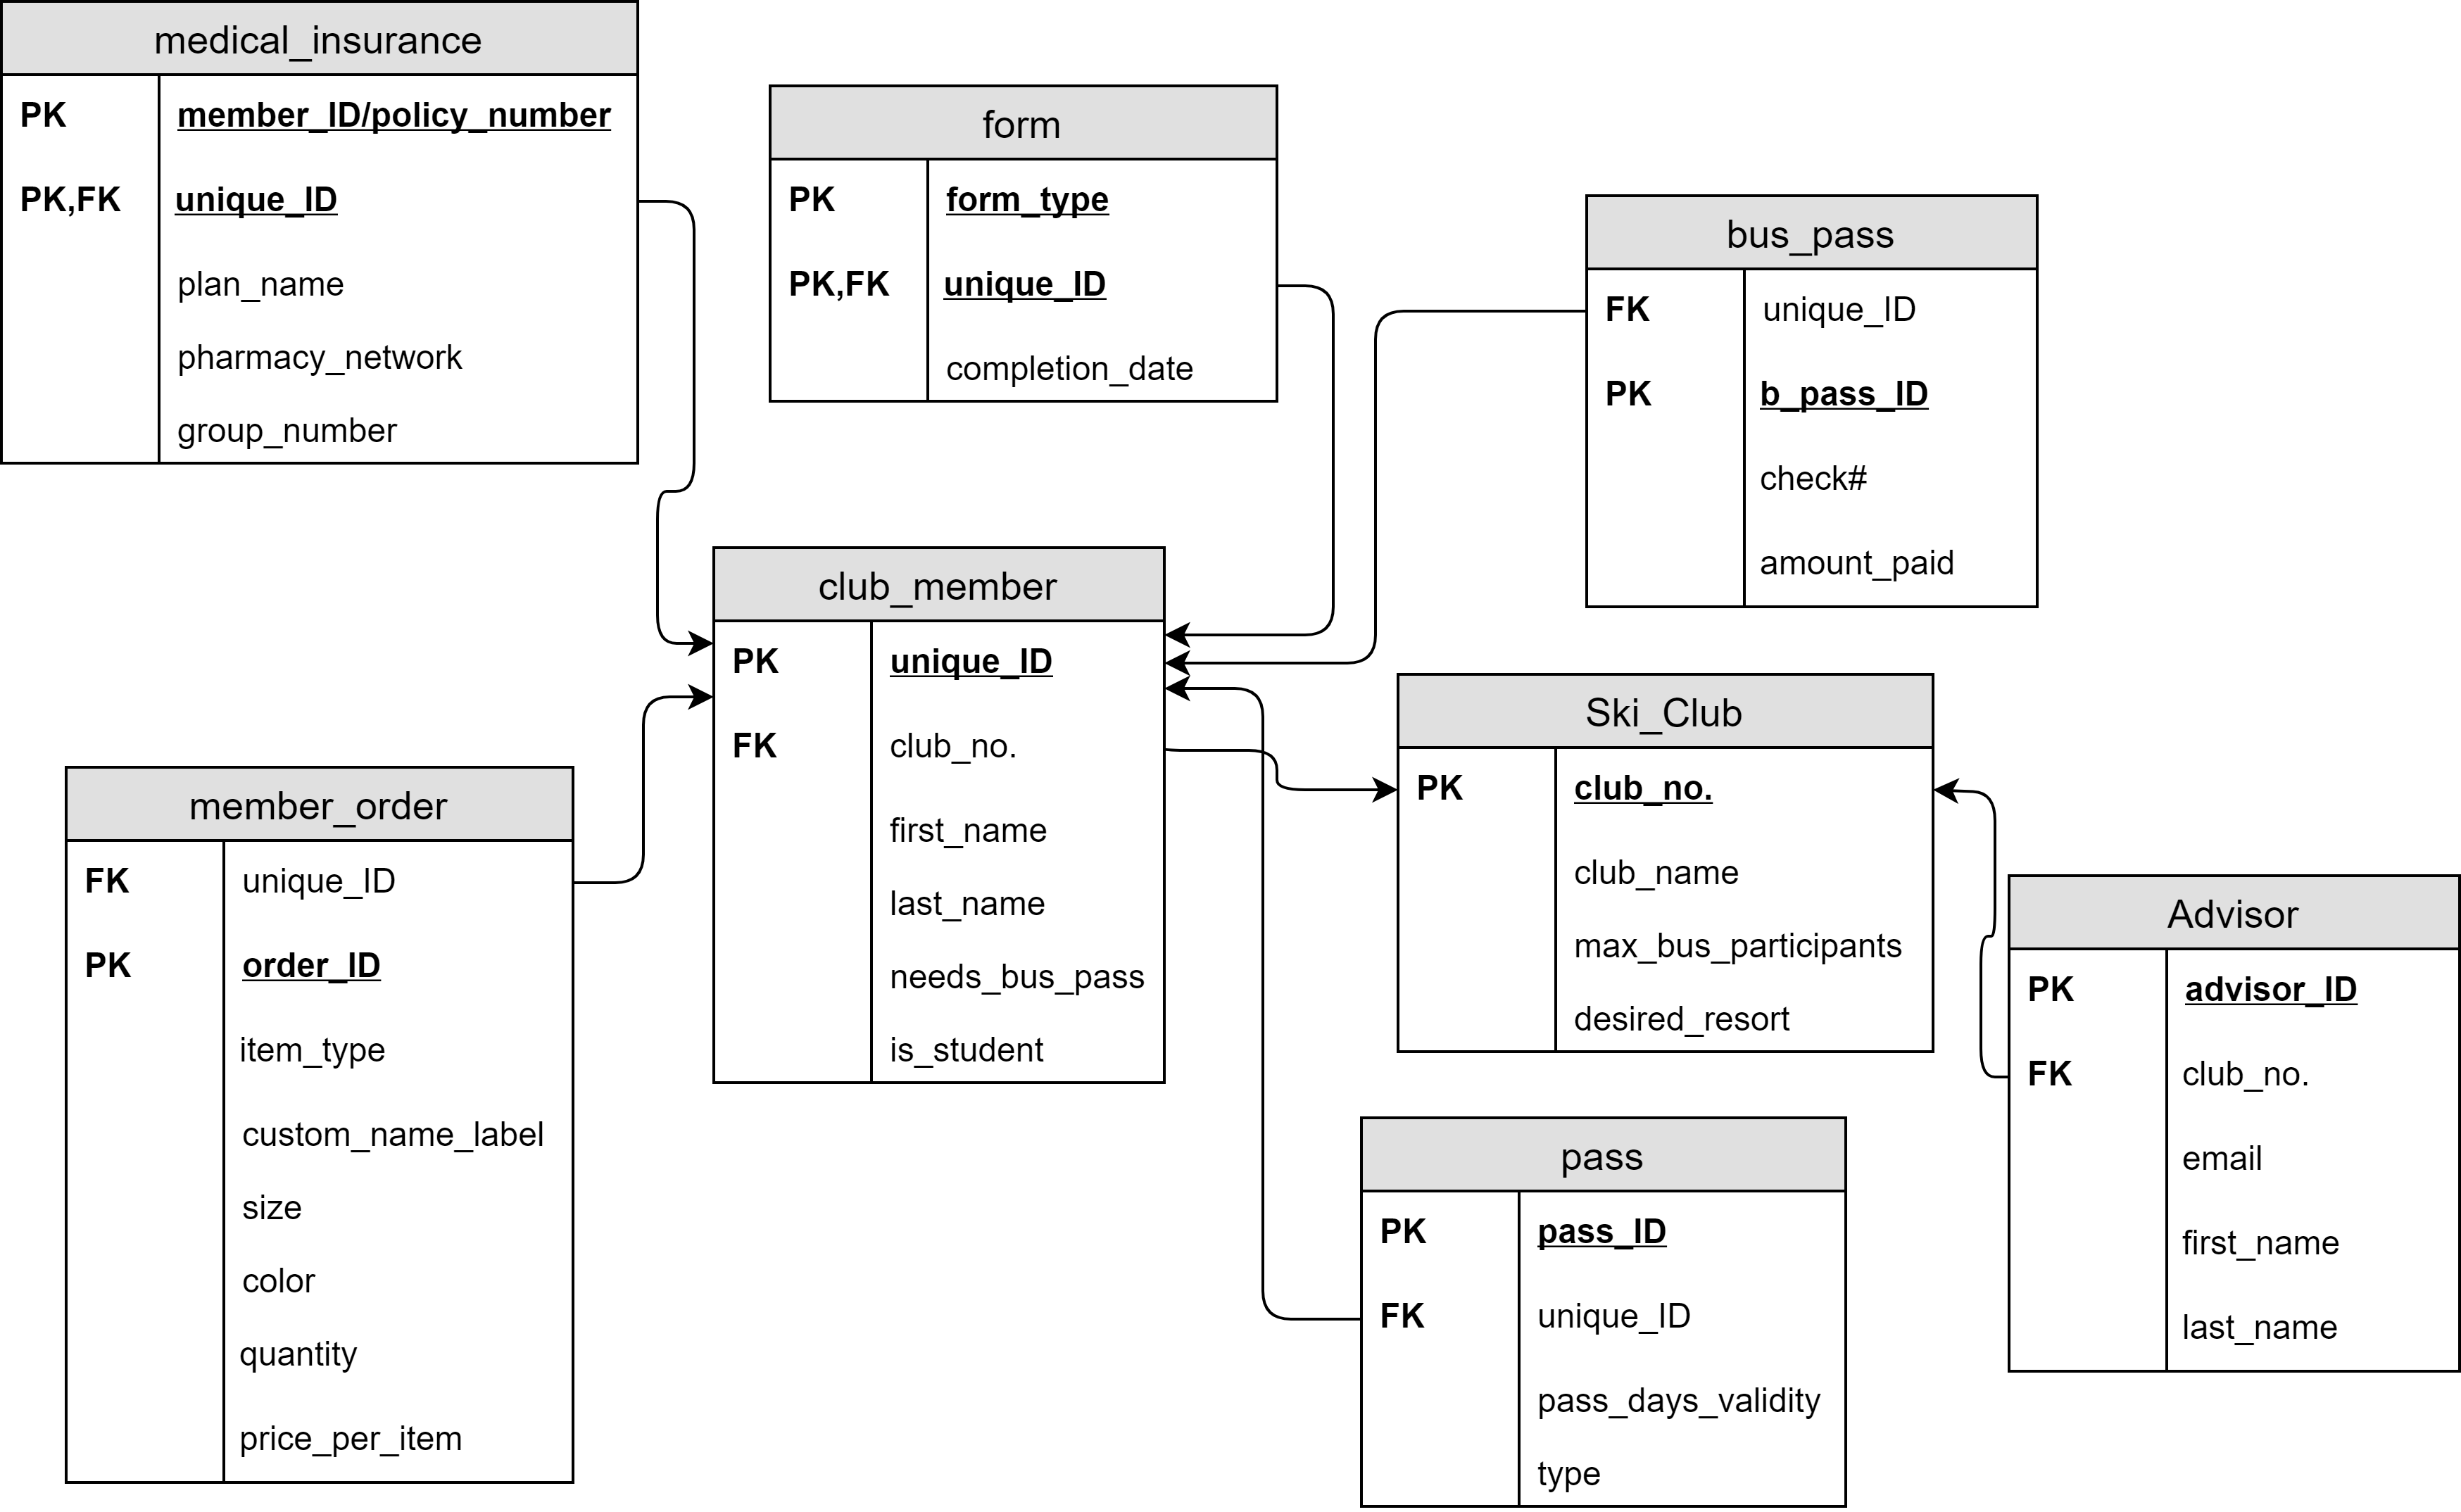 medical_insurance
PK member_ID/policy_number
PK,FK unique_ID
plan_name
pharmacy_network
group_number
form
PK form_type
PK,FK unique_ID
completion_date
bus_pass
FK unique_ID
PK b_pass_ID
check#
amount_paid
club_member
PK unique_ID
FK club_no.
first_name
last_name
needs_bus_pass
is_student
Ski_Club
PK club_no.
club_name
max_bus_participants
desired_resort
member_order
FK unique_ID
PK order_ID
item_type
custom_name_label
size
color
quantity
price_per_item
Advisor
PK advisor_ID
FK club_no.
email
first_name
last_name
pass
PK pass_ID
FK unique_ID
pass_days_validity
type